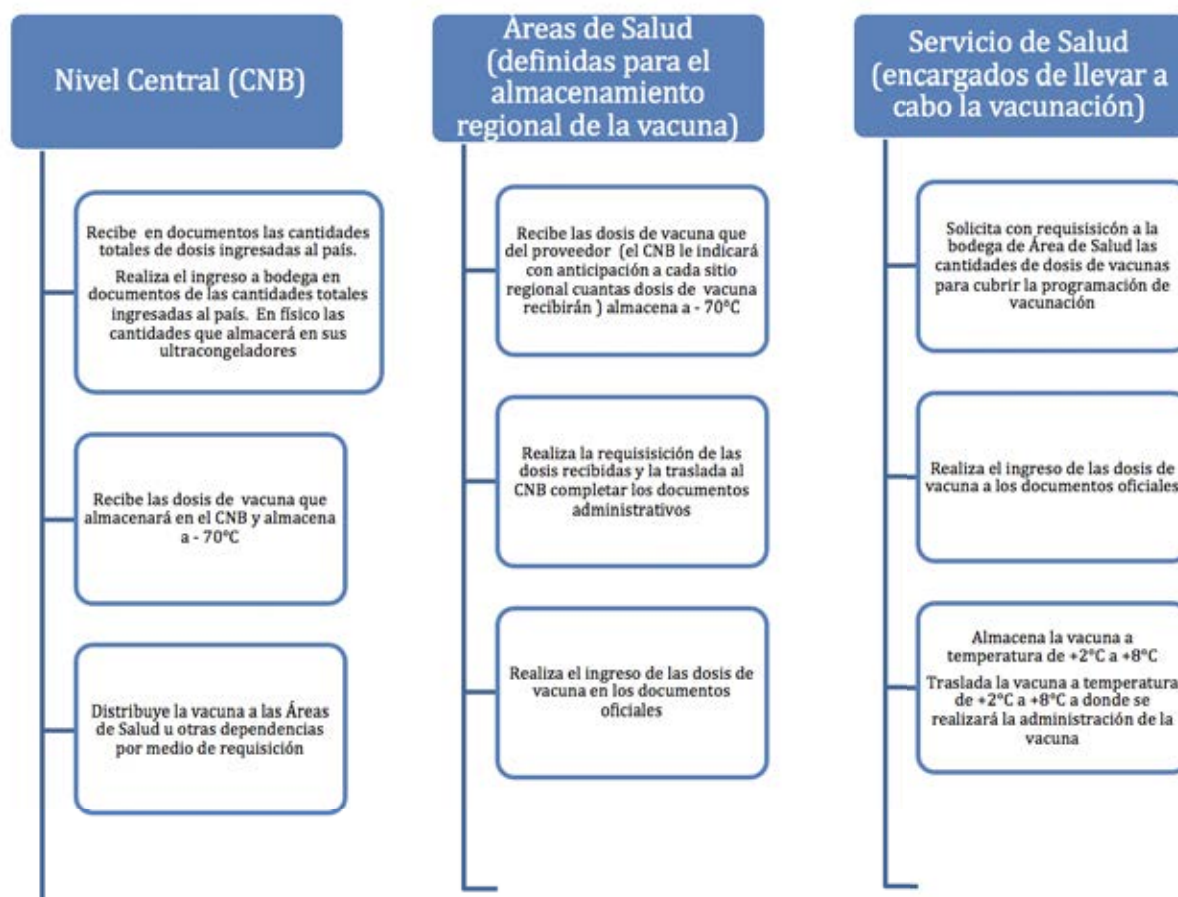 Nivel Central (CNB)
Recibe en documentos las cantidades
totales de dosis ingresadas al país.
Realiza el ingreso a bodega en
documentos de las cantidades totales
ingresadas al país. En físico las
cantidades que almacerá en sus
ultracongeladores
Recibe las dosis de vacuna que
almacenará en el CNB y almacena
a - 70°C
Distribuye la vacuna a las Áreas
de Salud u otras dependencias
por medio de requisición
Áreas de Salud
(definidas para el
almacenamiento
regional de la vacuna)
Recibe las dosis de vacuna que
del proveedor (el CNB le indicará
con anticipación a cada sitio
regional cuantas dosis de vacuna
recibirán ) almacena a - 70°C
Realiza la requisisición de las
dosis recibidas y la traslada al
CNB completar los documentos
administrativos
Realiza el ingreso de las dosis de
vacuna en los documentos
oficiales
Servicio de Salud
(encargados de llevar a
cabo la vacunación)
Solicita con requisisicón a la
bodega de Área de Salud las
cantidades de dosis de vacunas
para cubrir la programación de
vacunación
Realiza el ingreso de las dosis de
vacuna a los documentos oficiales
Almacena la vacuna a
temperatura de +2°C a +8°C
Traslada la vacuna a temperatura
de +2°C a +8°C a donde se
realizará la administración de la
vacuna